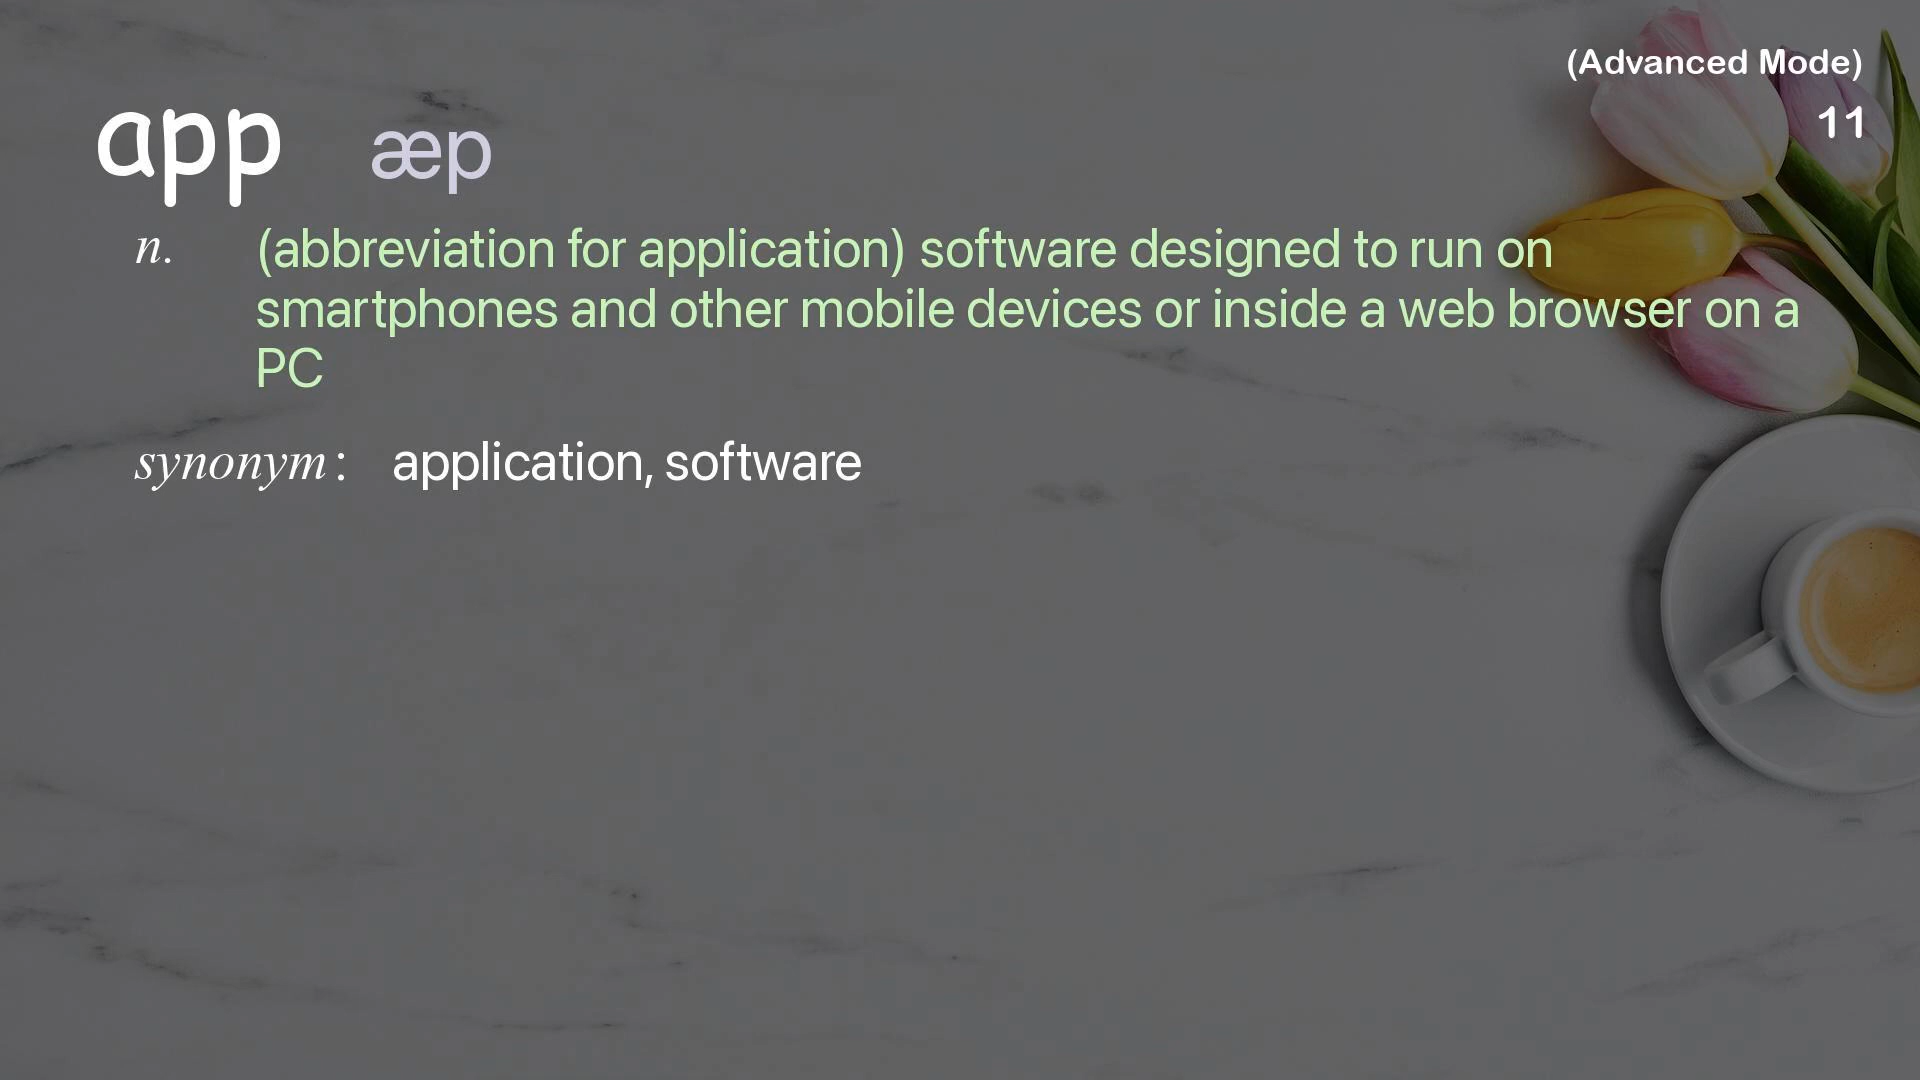 (Advanced Mode)
11
app æp
n. (abbreviation for application) software designed to run on
smartphones and other mobile devices or inside a web browser on a
PC
synonym: application, software